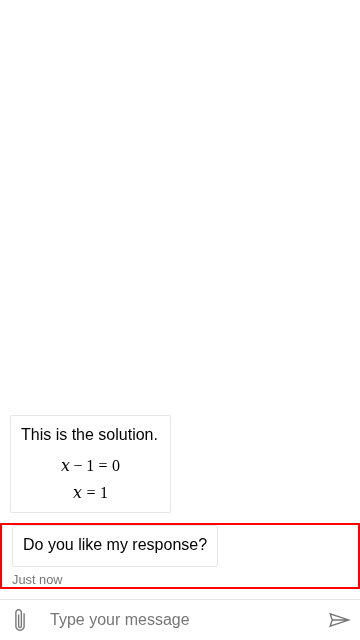 This is the solution.
x − 1 = 0
x = 1
Do you like my response?
Just now
Type your message